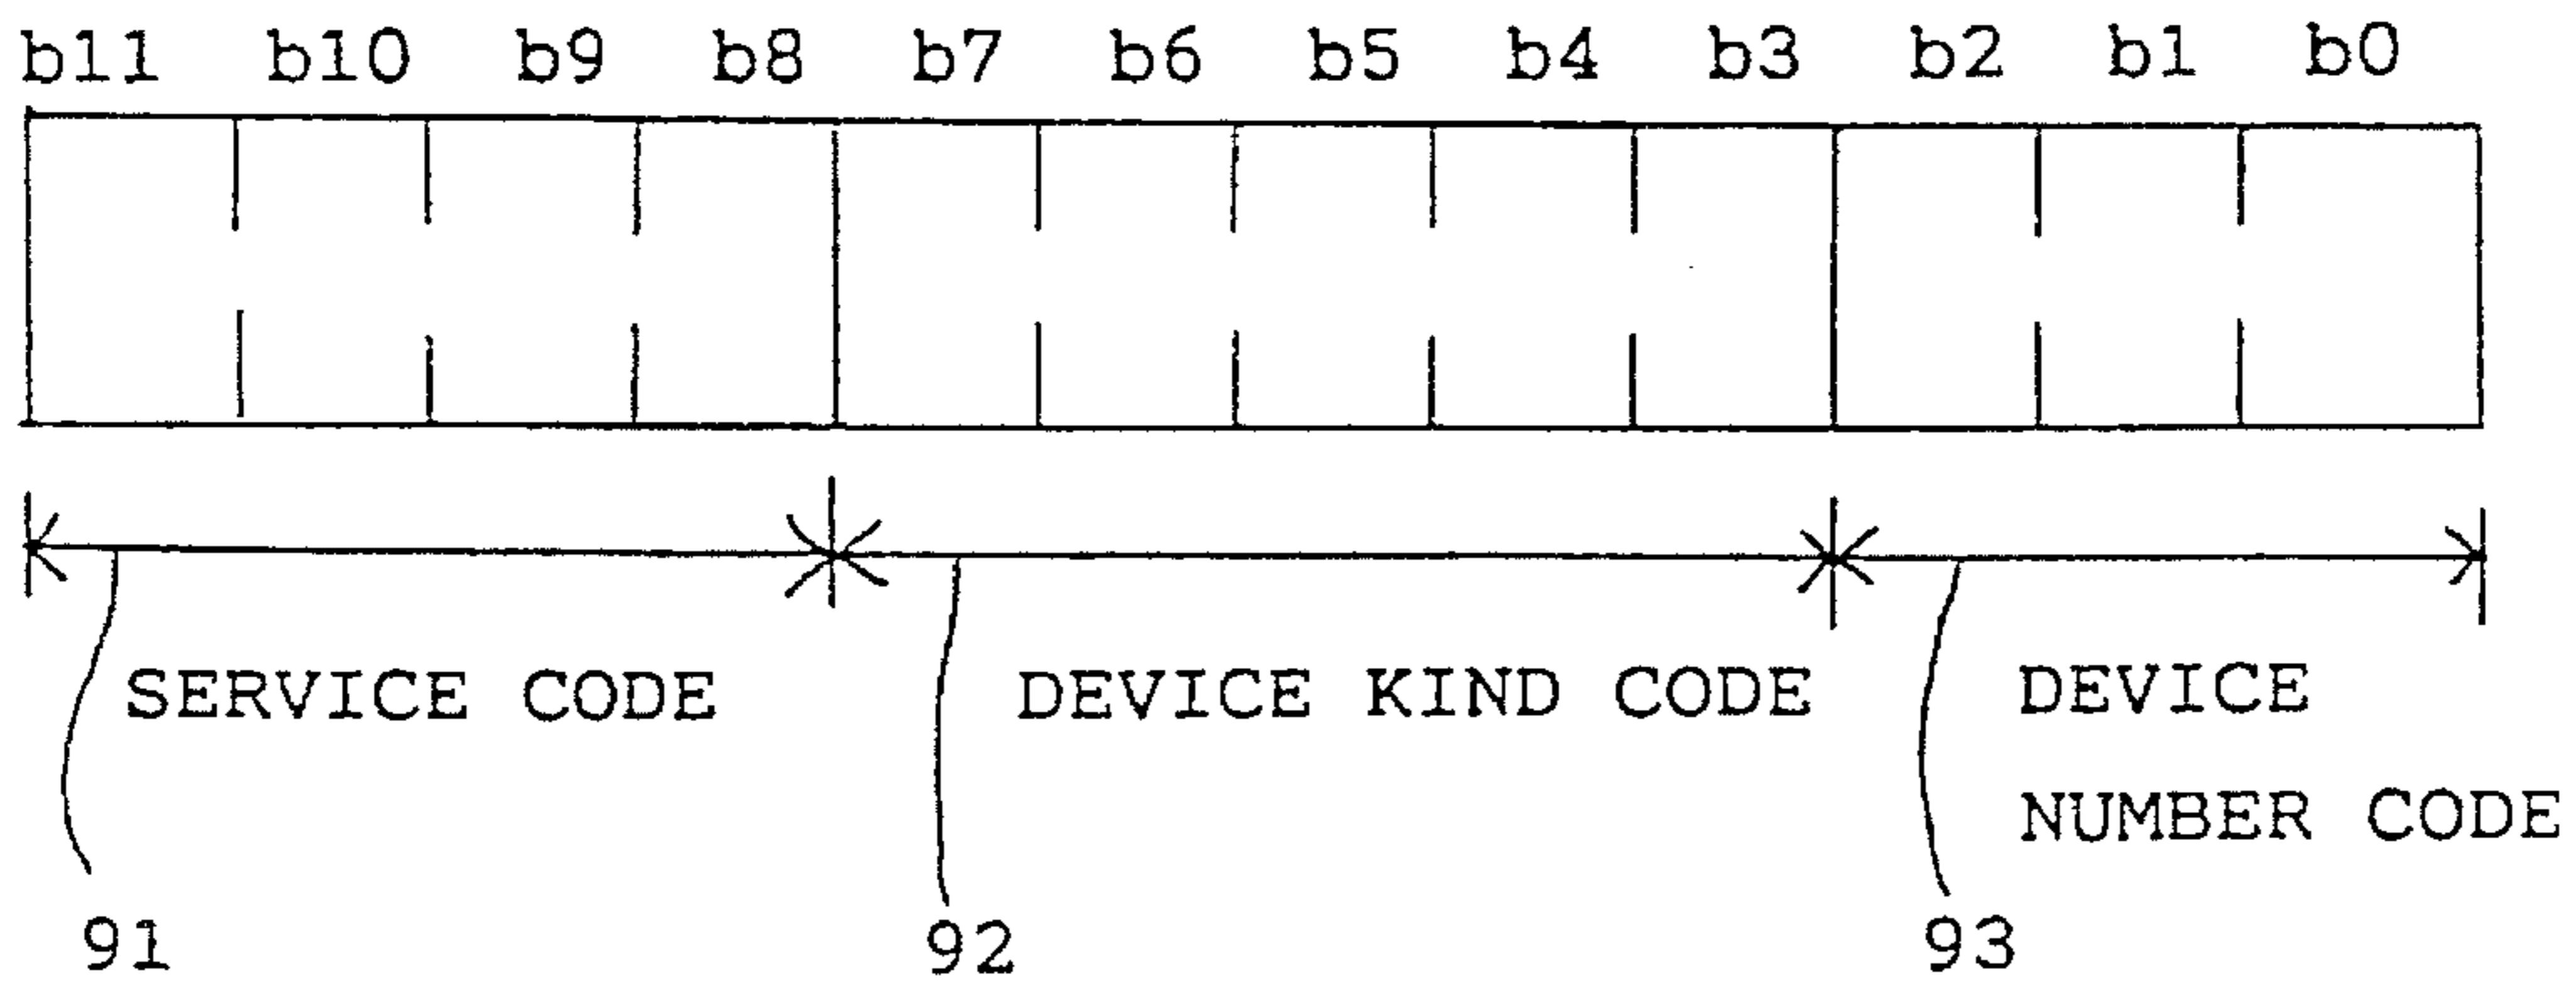 b11 b10 b9 b8 b7 b6 b5 b4 b3 b2 b1 b0
SERVICE CODE DEVICE KIND CODE DEVICE
NUMBER CODE
91 92 93